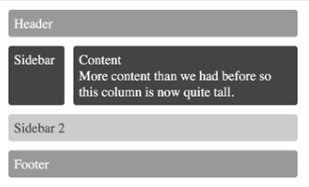 Header
Sidebar
Content
More content than we had before so
this column is now quite tall.
Sidebar 2
Footer